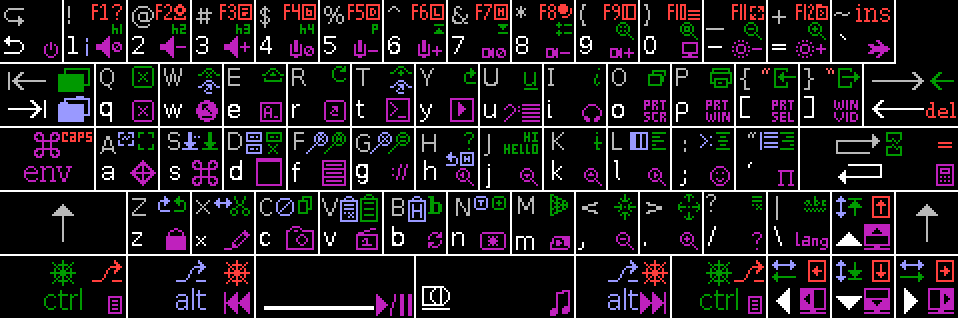 ! F1? @ F2 # F3 $ F4 % F5 ^ F6 & F7 * F8 ( F9 ) F10 — F11 + F12 ~ ins
1 i h1 2 h2 3 h3 4 h4 5 6 7 8 9 0 - = `
Q W E R T Y U u I i O P { " } "
q w e A r a t y u i o PRT SCR p PRT WIN [ PRT SEL ] WIN VID del
caps A S D F G H ? J HI HELLO K L : : " =
env a s d f g H h :// j k l ; '
Z X C V B H b N T M < > ? | abc
z x c v b n * m , . / ? \ lang
ctrl alt alt ctrl